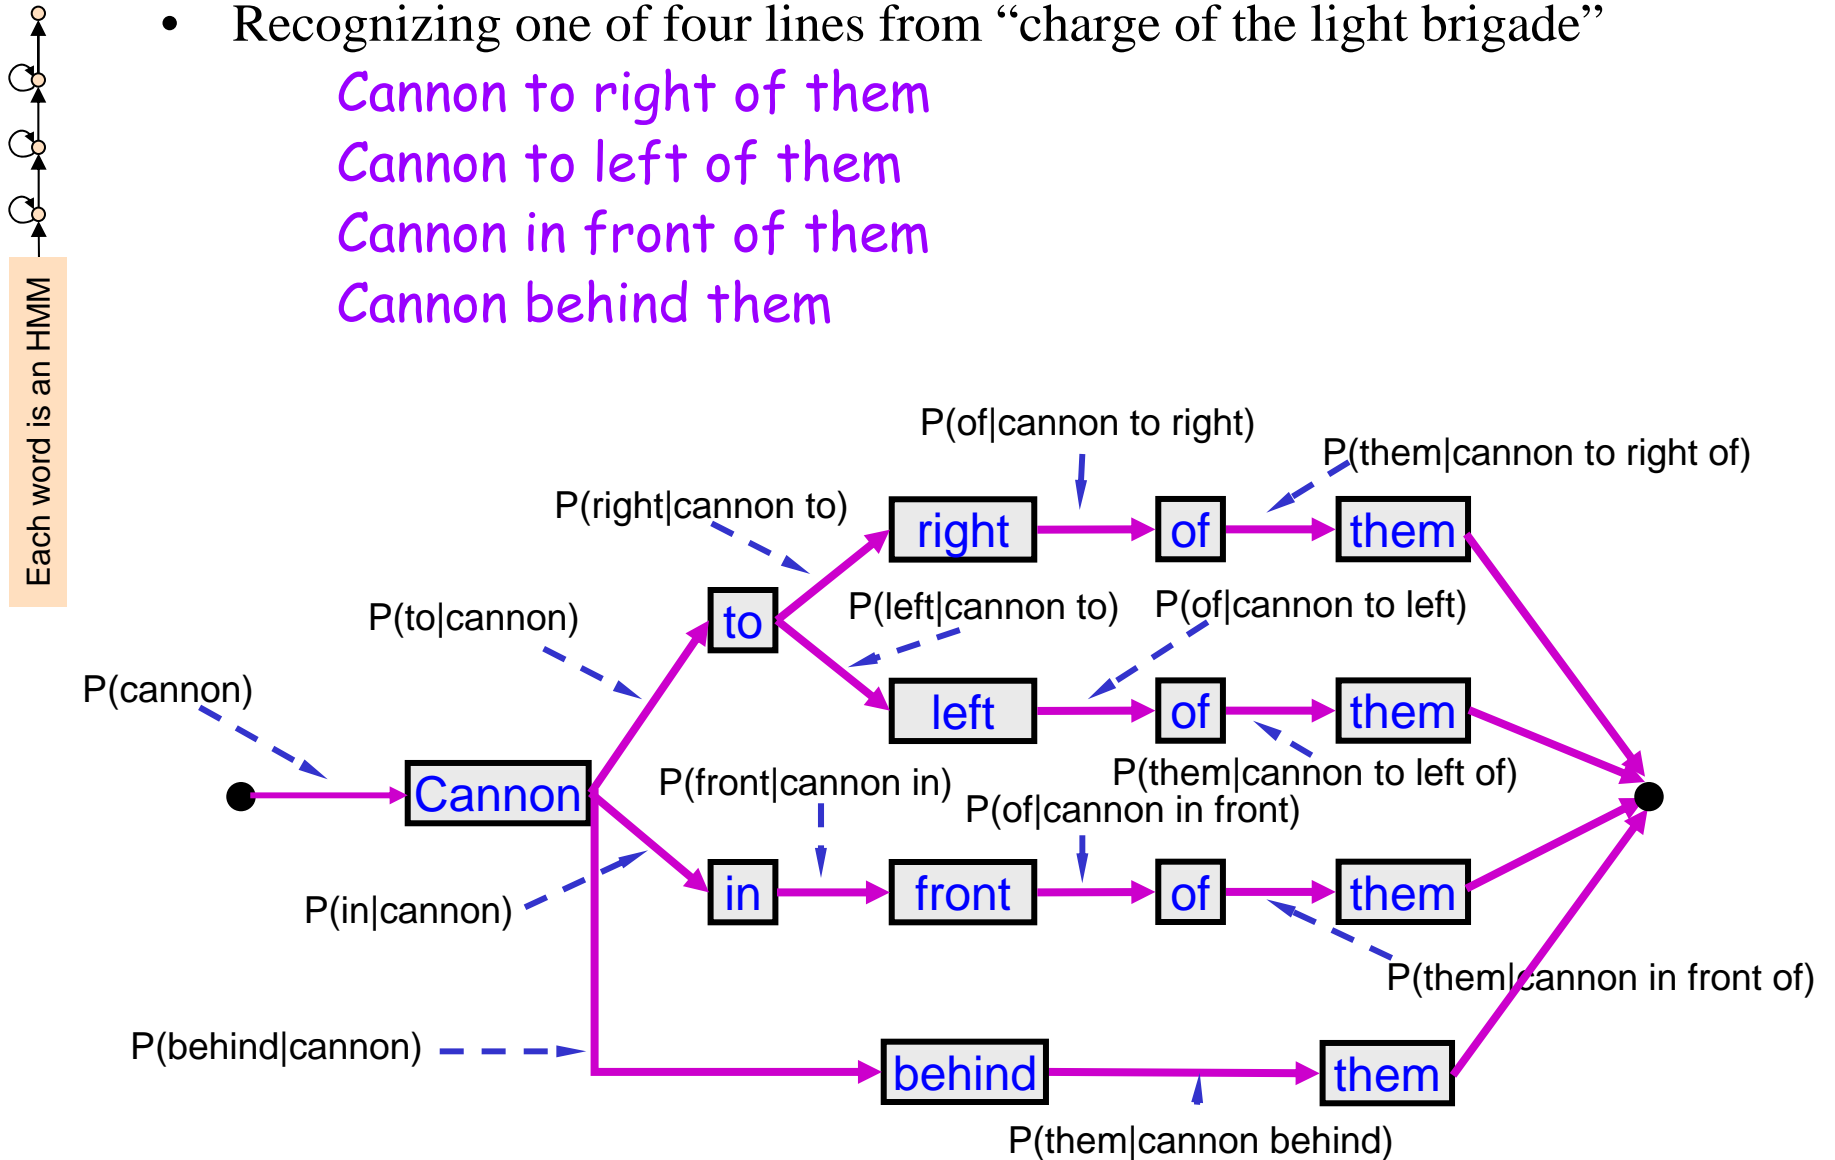 • Recognizing one of four lines from “charge of the light brigade”
Cannon to right of them
Cannon to left of them
Cannon in front of them
Cannon behind them
Each word is an HMM
P(of|cannon to right)
P(them|cannon to right of)
P(right|cannon to)
right
of
them
P(to|cannon)
to
P(left|cannon to)
P(of|cannon to left)
P(cannon)
left
of
them
P(them|cannon to left of)
Cannon
P(front|cannon in)
P(of|cannon in front)
P(in|cannon)
in
front
of
them
P(them|cannon in front of)
P(behind|cannon)
behind
them
P(them|cannon behind)